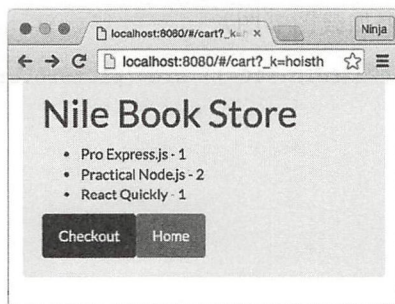 localhost:8080/#/cart?_k= ×
Ninja
localhost:8080/#/cart?_k=hoisth
Nile Book Store
• Pro Express.js - 1
• Practical Node.js - 2
• React Quickly - 1
Checkout Home